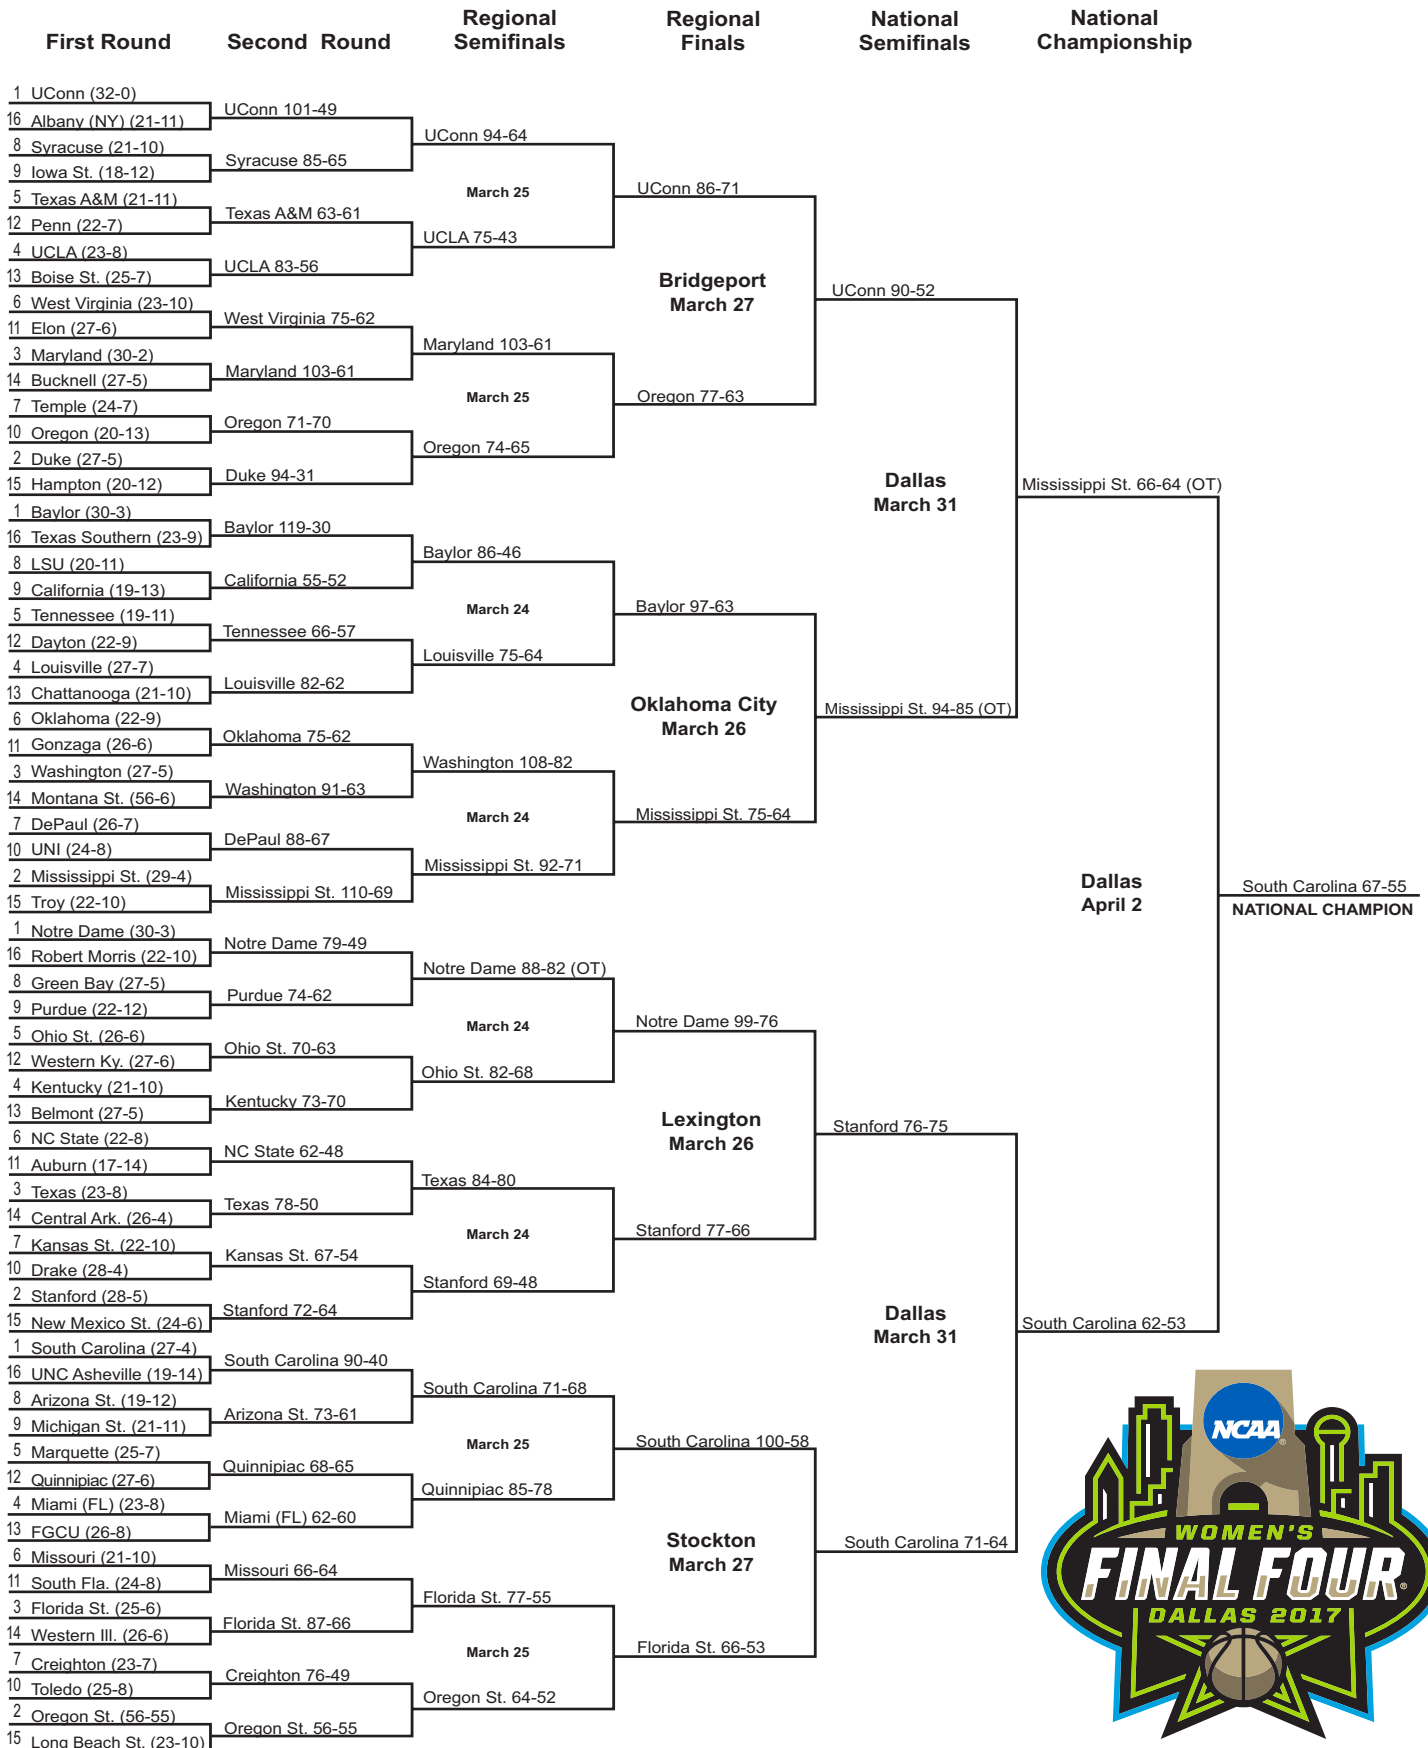 First Round
Second Round
Regional
Semifinals
Regional
Finals
National
Semifinals
National
Championship
1 UConn (32-0)
16 Albany (NY) (21-11)
8 Syracuse (21-10)
9 Iowa St. (18-12)
5 Texas A&M (21-11)
12 Penn (22-7)
4 UCLA (23-8)
13 Boise St. (25-7)
6 West Virginia (23-10)
11 Elon (27-6)
3 Maryland (30-2)
14 Bucknell (27-5)
7 Temple (24-7)
10 Oregon (20-13)
2 Duke (27-5)
15 Hampton (20-12)
1 Baylor (30-3)
16 Texas Southern (23-9)
8 LSU (20-11)
9 California (19-13)
5 Tennessee (19-11)
12 Dayton (22-9)
4 Louisville (27-7)
13 Chattanooga (21-10)
6 Oklahoma (22-9)
11 Gonzaga (26-6)
3 Washington (27-5)
14 Montana St. (56-6)
7 DePaul (26-7)
10 UNI (24-8)
2 Mississippi St. (29-4)
15 Troy (22-10)
1 Notre Dame (30-3)
16 Robert Morris (22-10)
8 Green Bay (27-5)
9 Purdue (22-12)
5 Ohio St. (26-6)
12 Western Ky. (27-6)
4 Kentucky (21-10)
13 Belmont (27-5)
6 NC State (22-8)
11 Auburn (17-14)
3 Texas (23-8)
14 Central Ark. (26-4)
7 Kansas St. (22-10)
10 Drake (28-4)
2 Stanford (28-5)
15 New Mexico St. (24-6)
1 South Carolina (27-4)
16 UNC Asheville (19-14)
8 Arizona St. (19-12)
9 Michigan St. (21-11)
5 Marquette (25-7)
12 Quinnipiac (27-6)
4 Miami (FL) (23-8)
13 FGCU (26-8)
6 Missouri (21-10)
11 South Fla. (24-8)
3 Florida St. (25-6)
14 Western Ill. (26-6)
7 Creighton (23-7)
10 Toledo (25-8)
2 Oregon St. (56-55)
15 Long Beach St. (23-10)
UConn 101-49
Syracuse 85-65
Texas A&M 63-61
UCLA 83-56
West Virginia 75-62
Maryland 103-61
Oregon 71-70
Duke 94-31
Baylor 119-30
California 55-52
Tennessee 66-57
Louisville 82-62
Oklahoma 75-62
Washington 91-63
DePaul 88-67
Mississippi St. 110-69
Notre Dame 79-49
Purdue 74-62
Ohio St. 70-63
Kentucky 73-70
NC State 62-48
Texas 78-50
Kansas St. 67-54
Stanford 72-64
South Carolina 90-40
Arizona St. 73-61
Quinnipiac 68-65
Miami (FL) 62-60
Missouri 66-64
Florida St. 87-66
Creighton 76-49
Oregon St. 56-55
UConn 94-64
March 25
UCLA 75-43
Maryland 103-61
March 25
Oregon 74-65
Baylor 86-46
March 24
Louisville 75-64
Washington 108-82
March 24
Mississippi St. 92-71
Notre Dame 88-82 (OT)
March 24
Ohio St. 82-68
Texas 84-80
March 24
Stanford 69-48
South Carolina 71-68
March 25
Quinnipiac 85-78
Florida St. 77-55
March 25
Oregon St. 64-52
UConn 86-71
Bridgeport
March 27
Oregon 77-63
Baylor 97-63
Oklahoma City
March 26
Mississippi St. 75-64
Notre Dame 99-76
Lexington
March 26
Stanford 77-66
South Carolina 100-58
Stockton
March 27
Florida St. 66-53
UConn 90-52
Dallas
March 31
Mississippi St. 94-85 (OT)
Stanford 76-75
Dallas
March 31
South Carolina 71-64
Mississippi St. 66-64 (OT)
Dallas
April 2
South Carolina 62-53
South Carolina 67-55
NATIONAL CHAMPION
NCAA®
WOMEN'S
FINAL FOUR®
DALLAS 2017